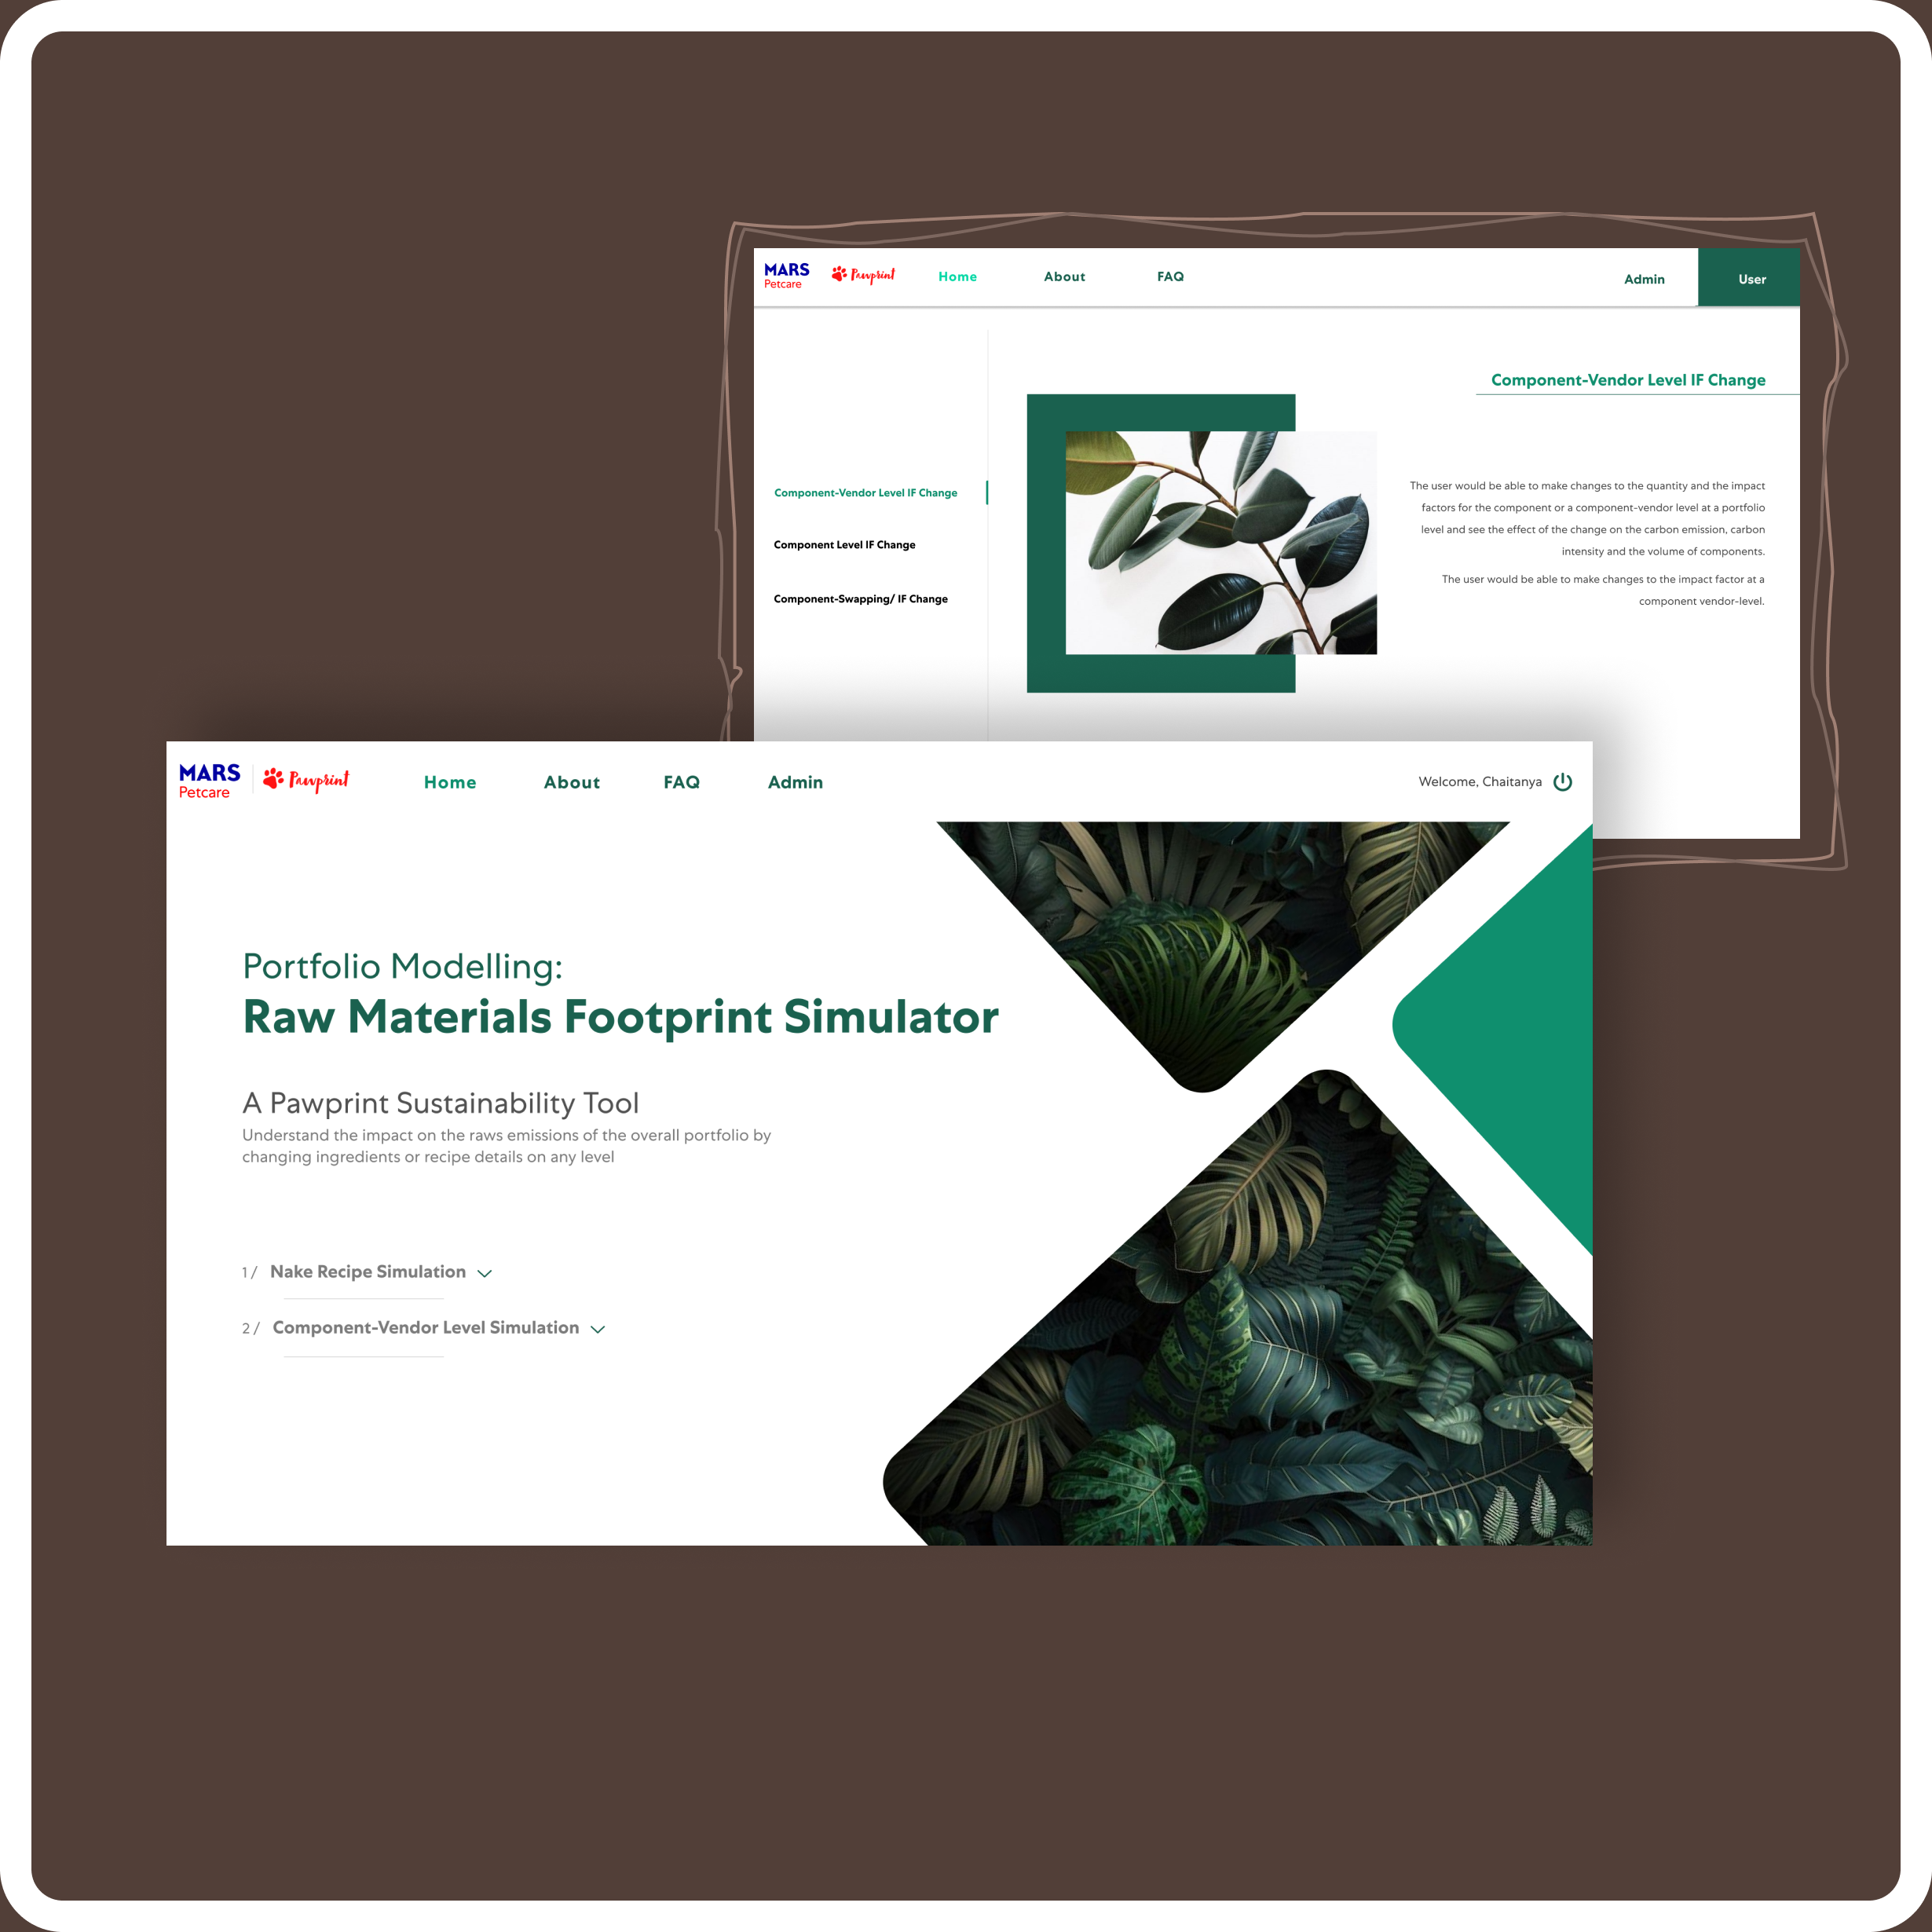 MARS
Petcare
Pawprint
Home
About
FAQ
Admin
User
Component-Vendor Level IF Change
Component-Vendor Level IF Change
Component Level IF Change
Component-Swapping/ IF Change
The user would be able to make changes to the quantity and the impact
factors for the component or a component-vendor level at a portfolio
level and see the effect of the change on the carbon emission, carbon
intensity and the volume of components.
The user would be able to make changes to the impact factor at a
component vendor-level.
MARS
Petcare
Pawprint
Home
About
FAQ
Admin
Welcome, Chaitanya
Portfolio Modelling:
Raw Materials Footprint Simulator
A Pawprint Sustainability Tool
Understand the impact on the raws emissions of the overall portfolio by
changing ingredients or recipe details on any level
1 / Nake Recipe Simulation
2 / Component-Vendor Level Simulation